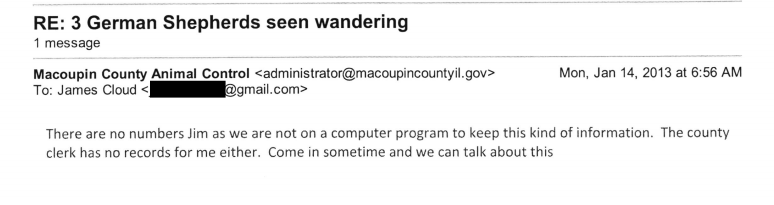 RE: 3 German Shepherds seen wandering
1 message
Macoupin County Animal Control <administrator@macoupincountyil.gov> Mon, Jan 14, 2013 at 6:56 AM
To: James Cloud < @gmail.com>
There are no numbers Jim as we are not on a computer program to keep this kind of information.  The county
clerk has no records for me either.  Come in sometime and we can talk about this